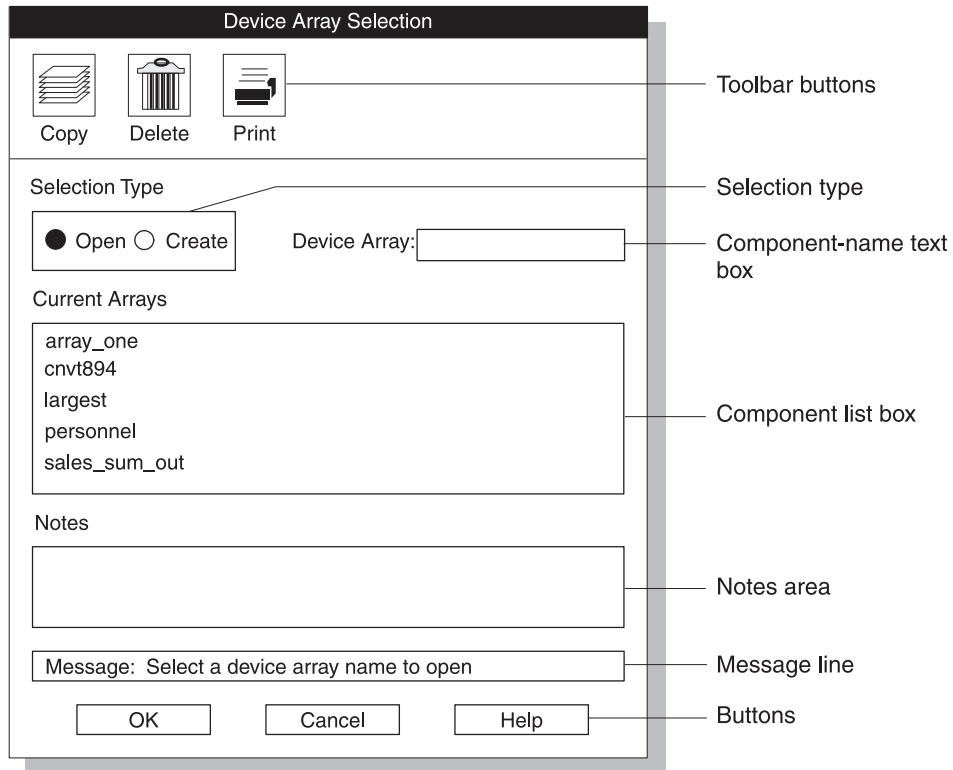 Device Array Selection
Copy Delete Print
Toolbar buttons
Selection Type
Selection type
Open Create
Device Array:
Component-name text
box
Current Arrays
array_one
cnvt894
largest
personnel
sales_sum_out
Component list box
Notes
Notes area
Message: Select a device array name to open
Message line
OK Cancel Help
Buttons